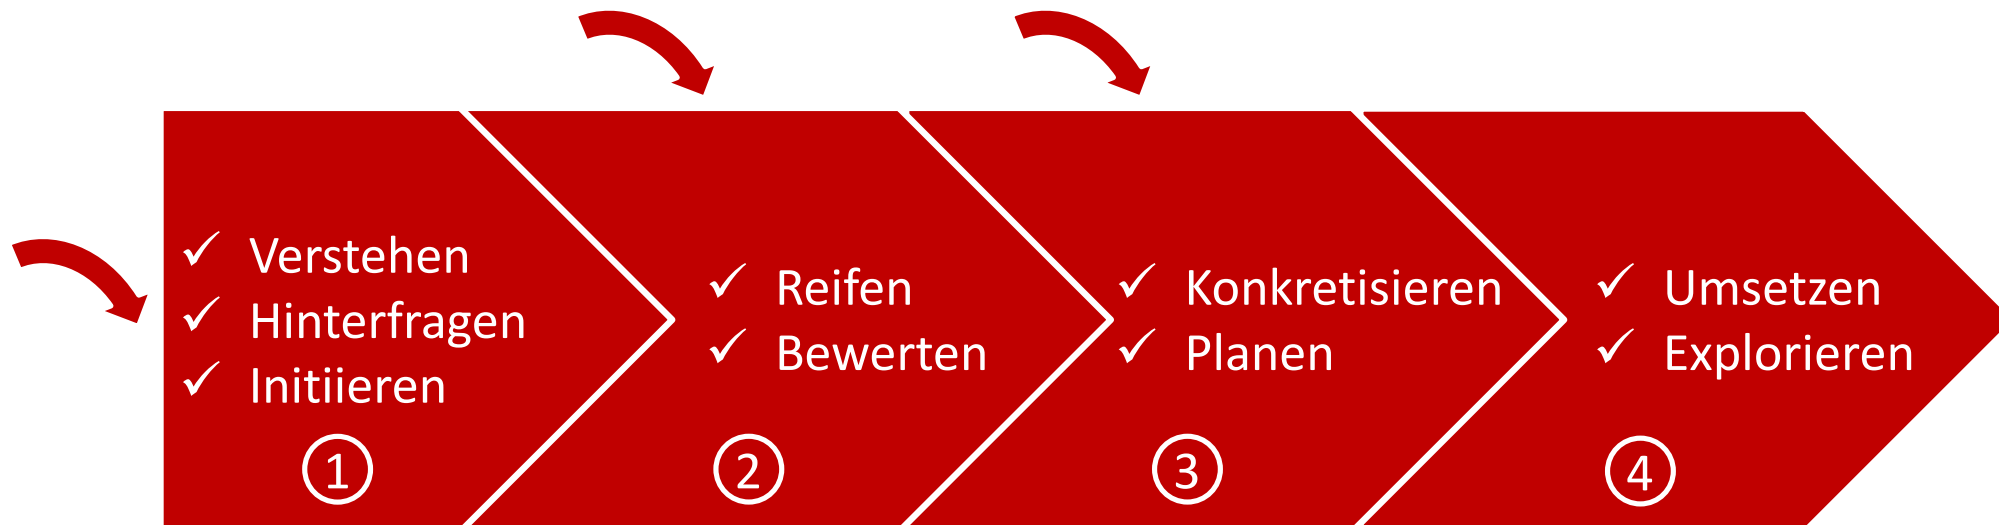 ✓ Verstehen
✓ Hinterfragen
✓ Initiieren
1
✓ Reifen
✓ Bewerten
2
✓ Konkretisieren
✓ Planen
3
✓ Umsetzen
✓ Explorieren
4